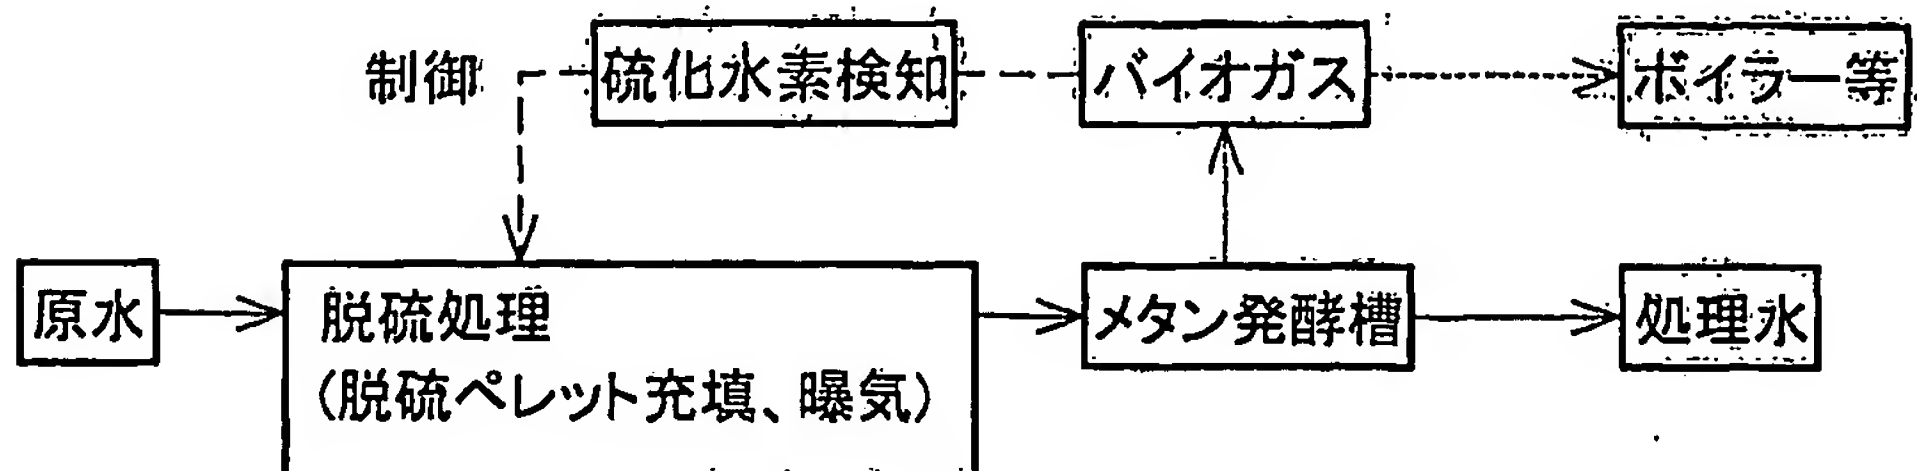 制御
硫化水素検知
バイオガス
ボイラー等
原水
脱硫処理
(脱硫ペレット充填、曝気)
メタン発酵槽
処理水